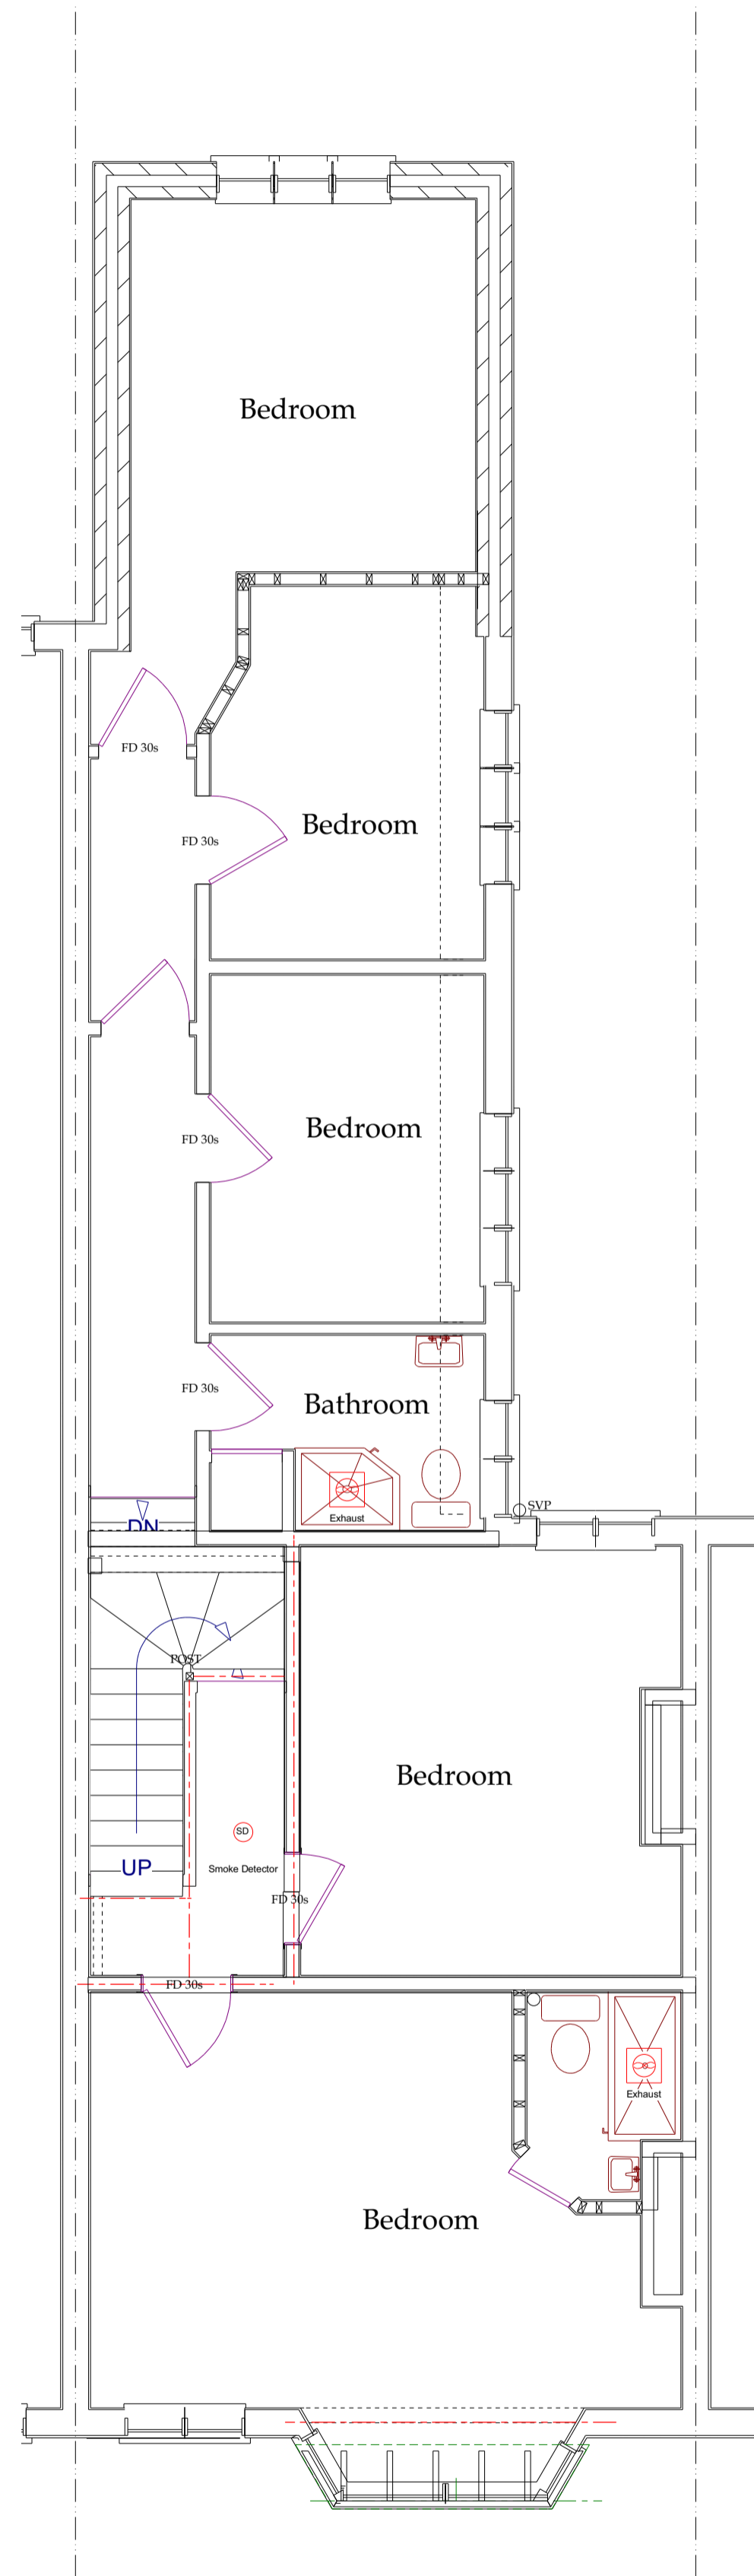 Bedroom
FD 30s
Bedroom
FD 30s
Bedroom
FD 30s
FD 30s
Bathroom
Exhaust
SVP
DN
POST
Bedroom
SD
UP
Smoke Detector
FD 30s
FD 30s
Exhaust
Bedroom